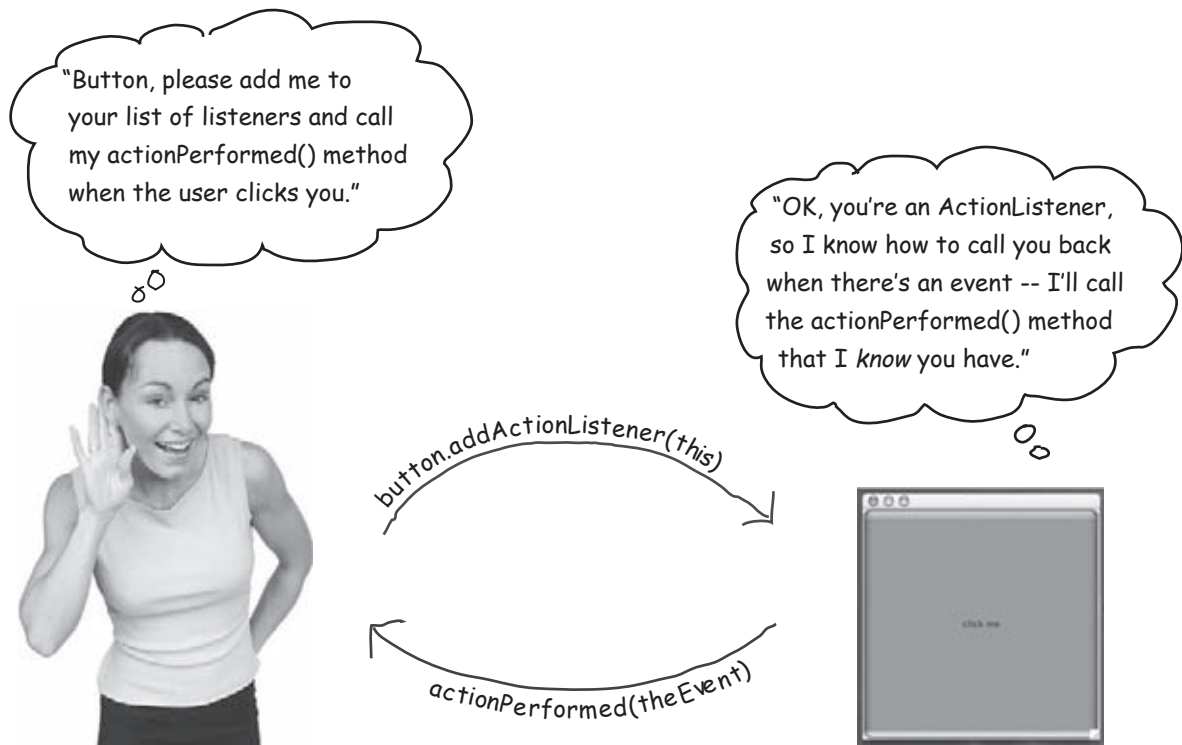 “Button, please add me to
your list of listeners and call
my actionPerformed() method
when the user clicks you.”
“OK, you’re an ActionListener,
so I know how to call you back
when there’s an event -- I’ll call
the actionPerformed() method
that I know you have.”
button.addActionListener(this)
click me
actionPerformed(theEvent)